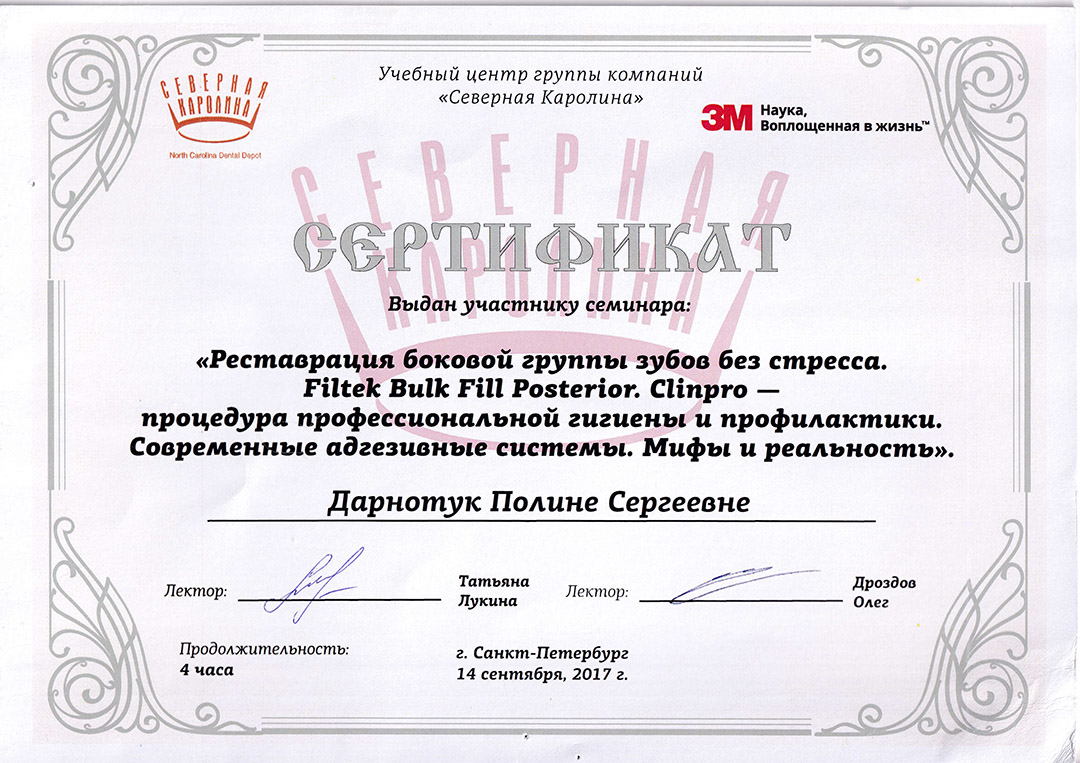 Учебный центр группы компаний
«Северная Каролина»
СЕВЕРНАЯ
КАРОЛИНА
North Carolina Dental Depot
3M Наука,
Воплощенная в жизнь™
СЕВЕРНАЯ
КАРОЛИНА
СЕРТИФИКАТ
Выдан участнику семинара:
«Реставрация боковой группы зубов без стресса.
Filtek Bulk Fill Posterior. Clinpro —
процедура профессиональной гигиены и профилактики.
Современные адгезивные системы. Мифы и реальность».
Дарнотук Полине Сергеевне
Лектор: Татьяна
Лукина
Лектор: Дроздов
Олег
Продолжительность:
4 часа
г. Санкт-Петербург
14 сентября, 2017 г.